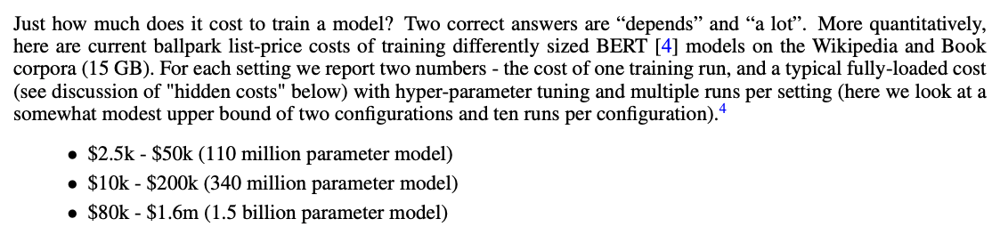 Just how much does it cost to train a model? Two correct answers are “depends” and “a lot”. More quantitatively,
here are current ballpark list-price costs of training differently sized BERT [4] models on the Wikipedia and Book
corpora (15 GB). For each setting we report two numbers - the cost of one training run, and a typical fully-loaded cost
(see discussion of "hidden costs" below) with hyper-parameter tuning and multiple runs per setting (here we look at a
somewhat modest upper bound of two configurations and ten runs per configuration).4
• $2.5k - $50k (110 million parameter model)
• $10k - $200k (340 million parameter model)
• $80k - $1.6m (1.5 billion parameter model)